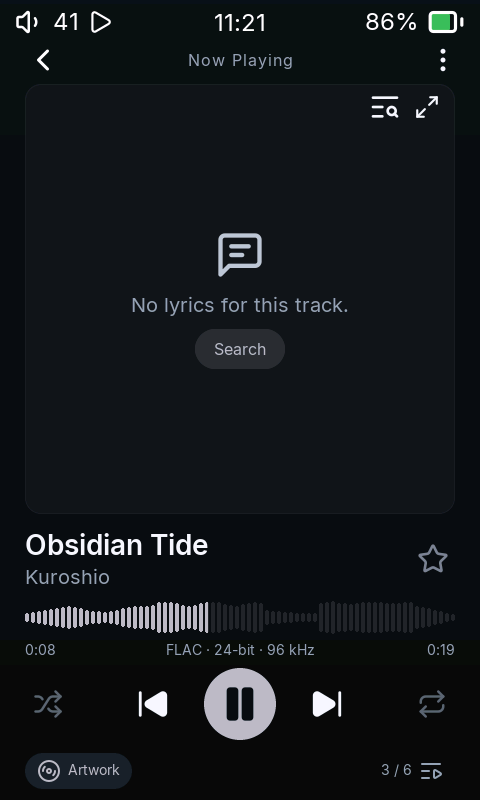 41
11:21
86%
Now Playing
No lyrics for this track.
Search
Obsidian Tide
Kuroshio
0:08
FLAC · 24-bit · 96 kHz
0:19
Artwork
3 / 6